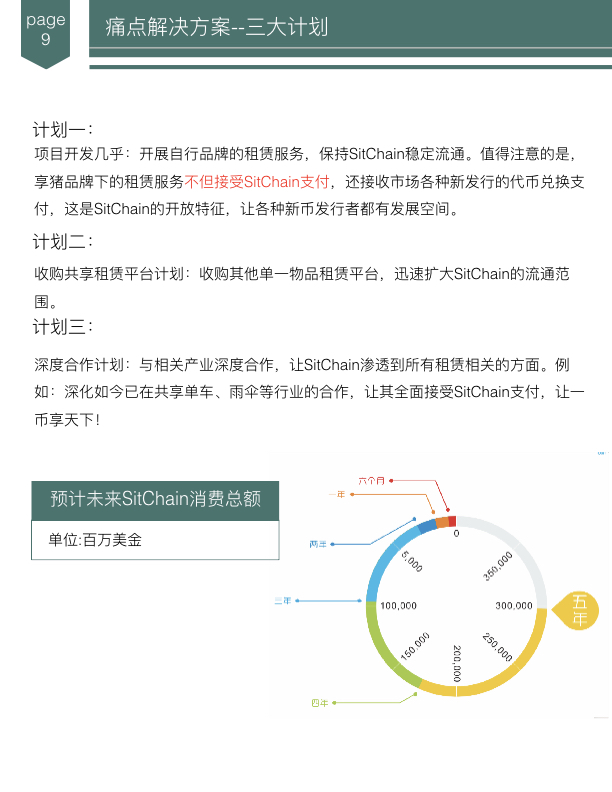 page
9
痛点解决方案--三大计划
计划一：
项目开发几乎：开展自行品牌的租赁服务，保持SitChain稳定流通。值得注意的是，
享猪品牌下的租赁服务不但接受SitChain支付，还接收市场各种新发行的代币兑换支
付，这是SitChain的开放特征，让各种新币发行者都有发展空间。
计划二：
收购共享租赁平台计划：收购其他单一物品租赁平台，迅速扩大SitChain的流通范
围。
计划三：
深度合作计划：与相关产业深度合作，让SitChain渗透到所有租赁相关的方面。例
如：深化如今已在共享单车、雨伞等行业的合作，让其全面接受SitChain支付，让一
币享天下！
预计未来SitChain消费总额
单位:百万美金
六个月
一年
两年
三年
四年
五年
0
5,000
100,000
150,000
200,000
250,000
300,000
350,000